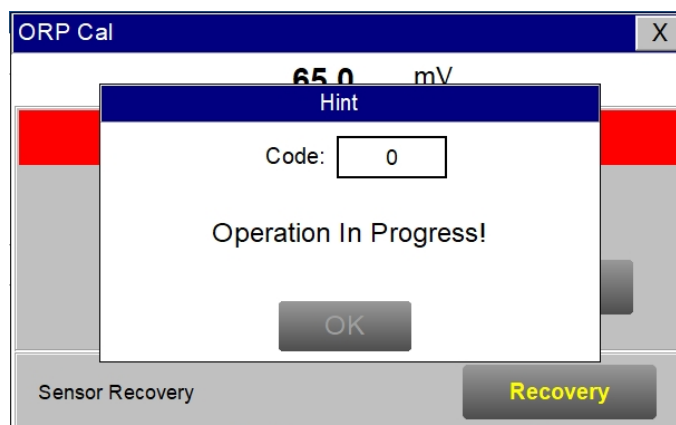 ORP Cal X
65.0 mV
Hint
Code: 0
Operation In Progress!
OK
Sensor Recovery Recovery